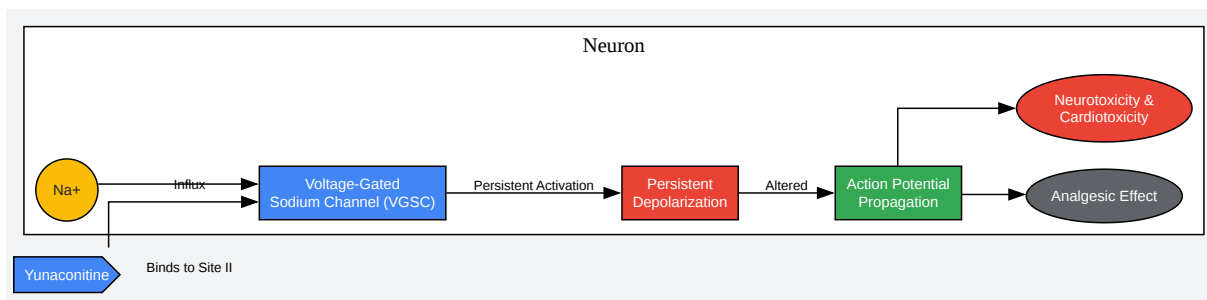 Neuron
Neurotoxicity &
Cardiotoxicity
Na+
Influx
Voltage-Gated
Sodium Channel (VGSC)
Persistent Activation
Persistent
Depolarization
Altered
Action Potential
Propagation
Analgesic Effect
Yunaconitine
Binds to Site II